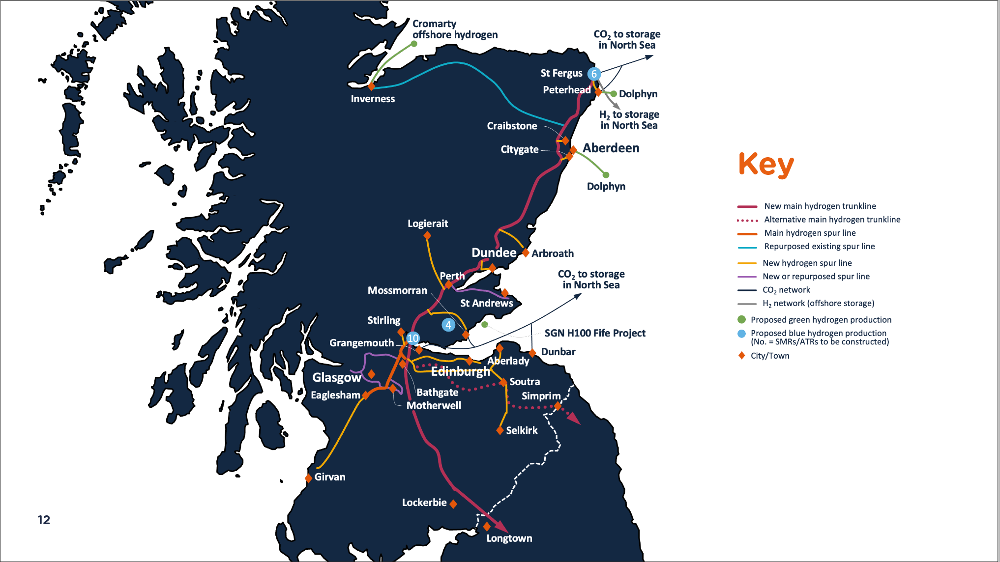 Cromarty
offshore hydrogen
CO₂ to storage
in North Sea
St Fergus
6
Peterhead
Dolphyn
Inverness
H₂ to storage
in North Sea
Craibstone
Citygate
Aberdeen
Dolphyn
Logierait
Dundee
Arbroath
Perth
CO₂ to storage
in North Sea
Mossmorran
St Andrews
Stirling
4
10
SGN H100 Fife Project
Grangemouth
Dunbar
Aberlady
Edinburgh
Glasgow
Soutra
Eaglesham
Bathgate
Simprim
Motherwell
Selkirk
Girvan
Lockerbie
Longtown
12
Key
New main hydrogen trunkline
Alternative main hydrogen trunkline
Main hydrogen spur line
Repurposed existing spur line
New hydrogen spur line
New or repurposed spur line
CO₂ network
H₂ network (offshore storage)
Proposed green hydrogen production
Proposed blue hydrogen production
(No. = SMRs/ATRs to be constructed)
City/Town